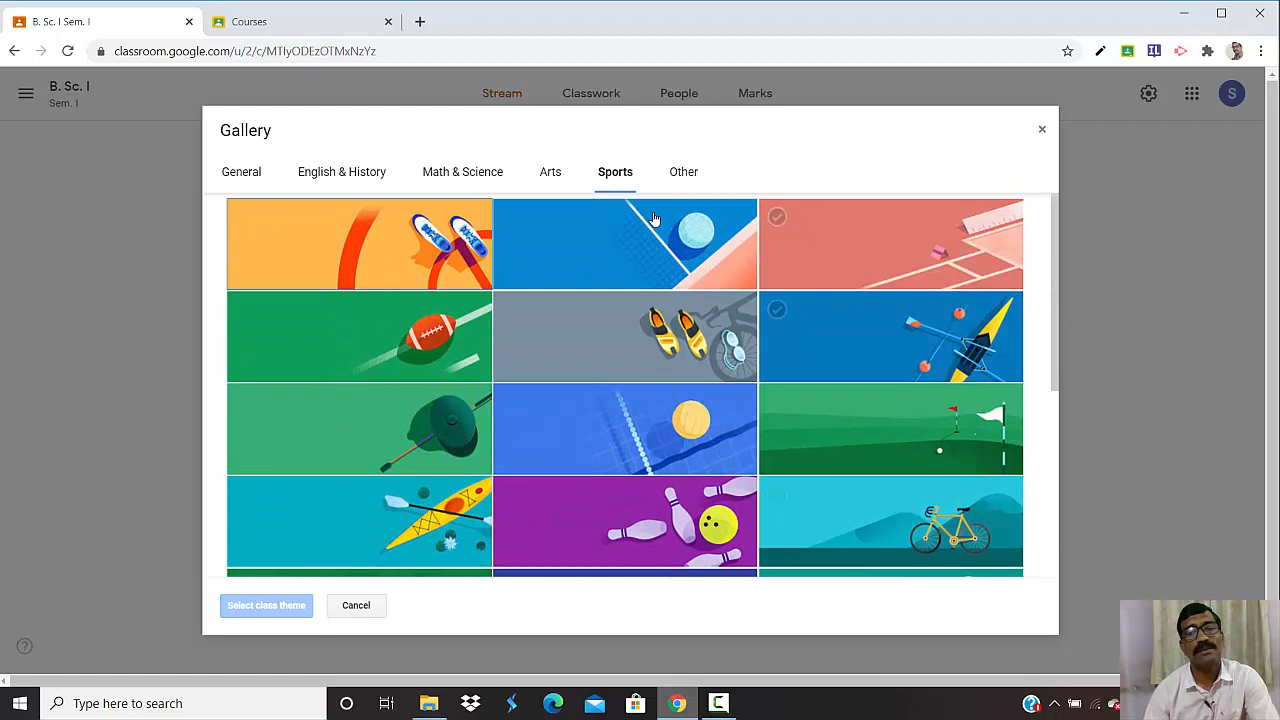 B. Sc. I Sem. I
Courses
classroom.google.com/u/2/c/MTIyODEzOTMxNzYz
B. Sc. I
Sem. I
Stream
Classwork
People
Marks
S
Gallery
General
English & History
Math & Science
Arts
Sports
Other
Select class theme
Cancel
Type here to search